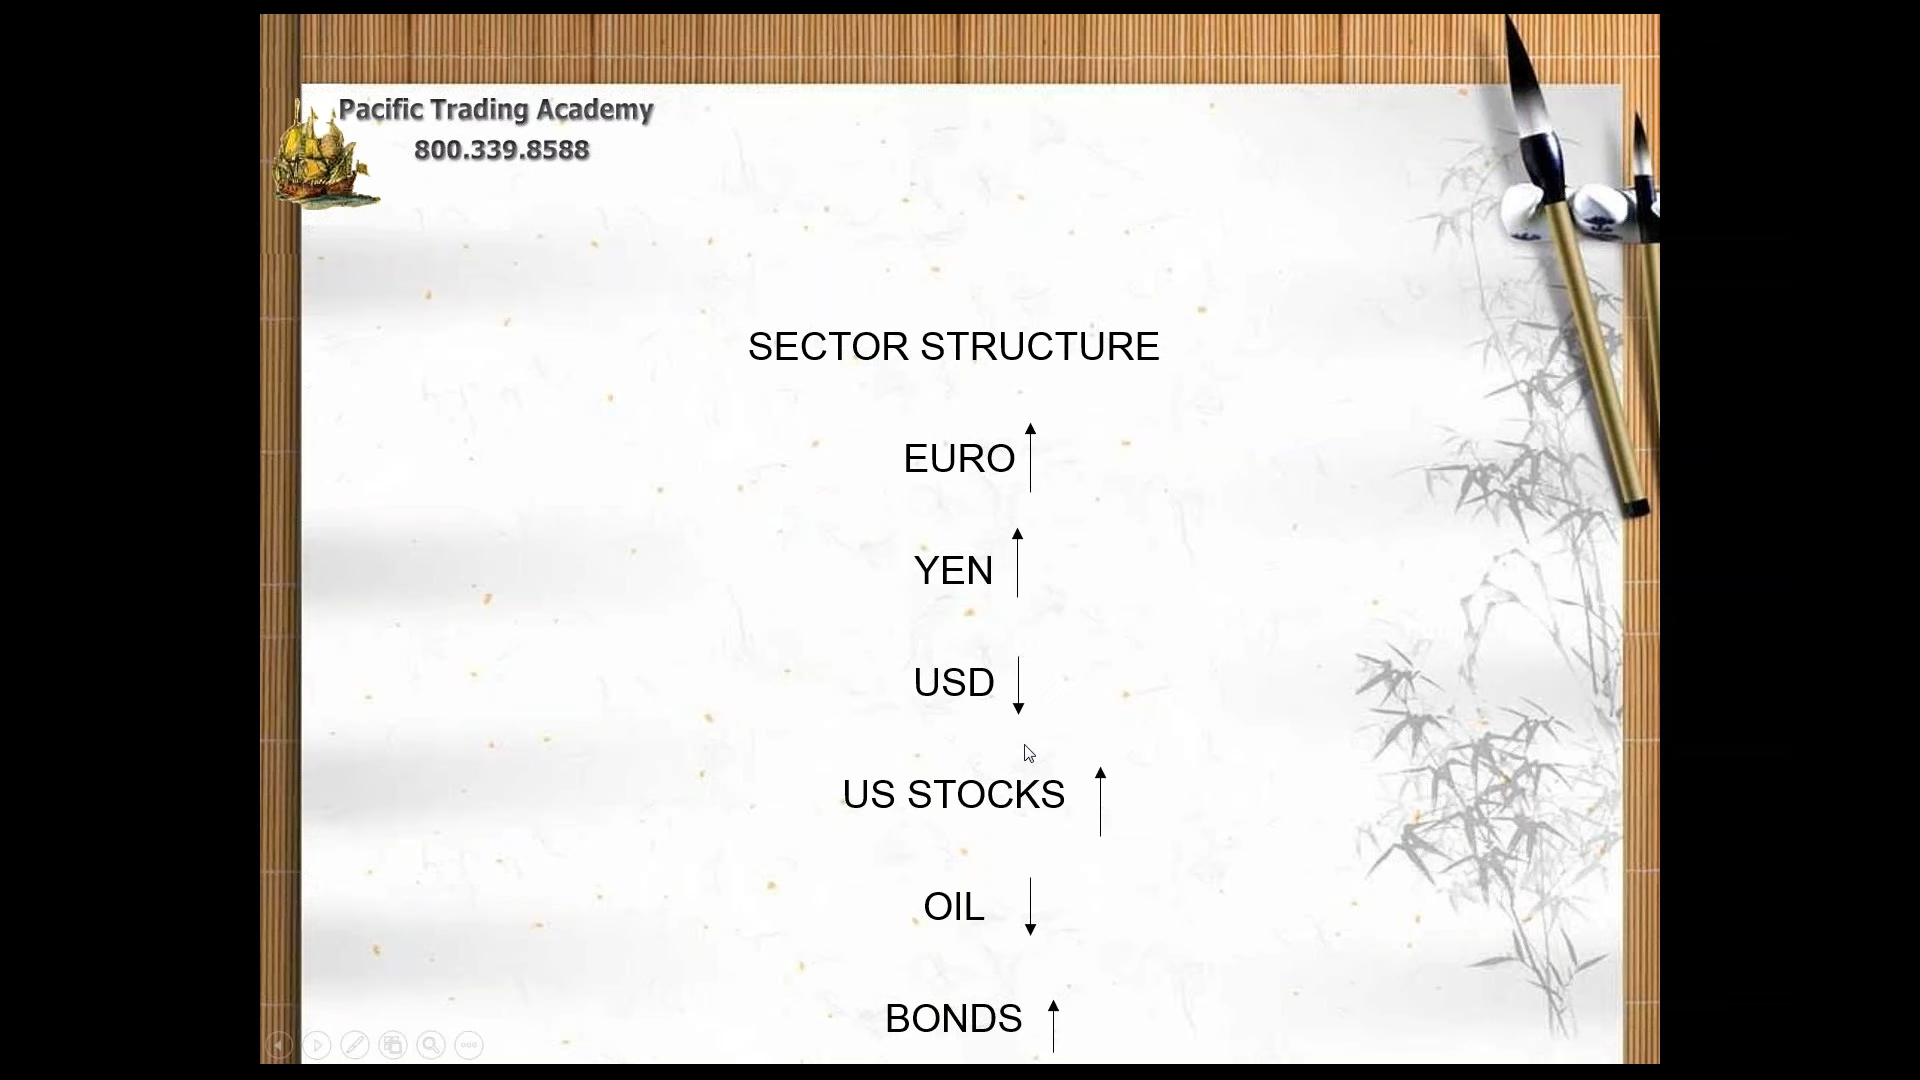 Pacific Trading Academy
800.339.8588
SECTOR STRUCTURE
EURO
YEN
USD
US STOCKS
OIL
BONDS